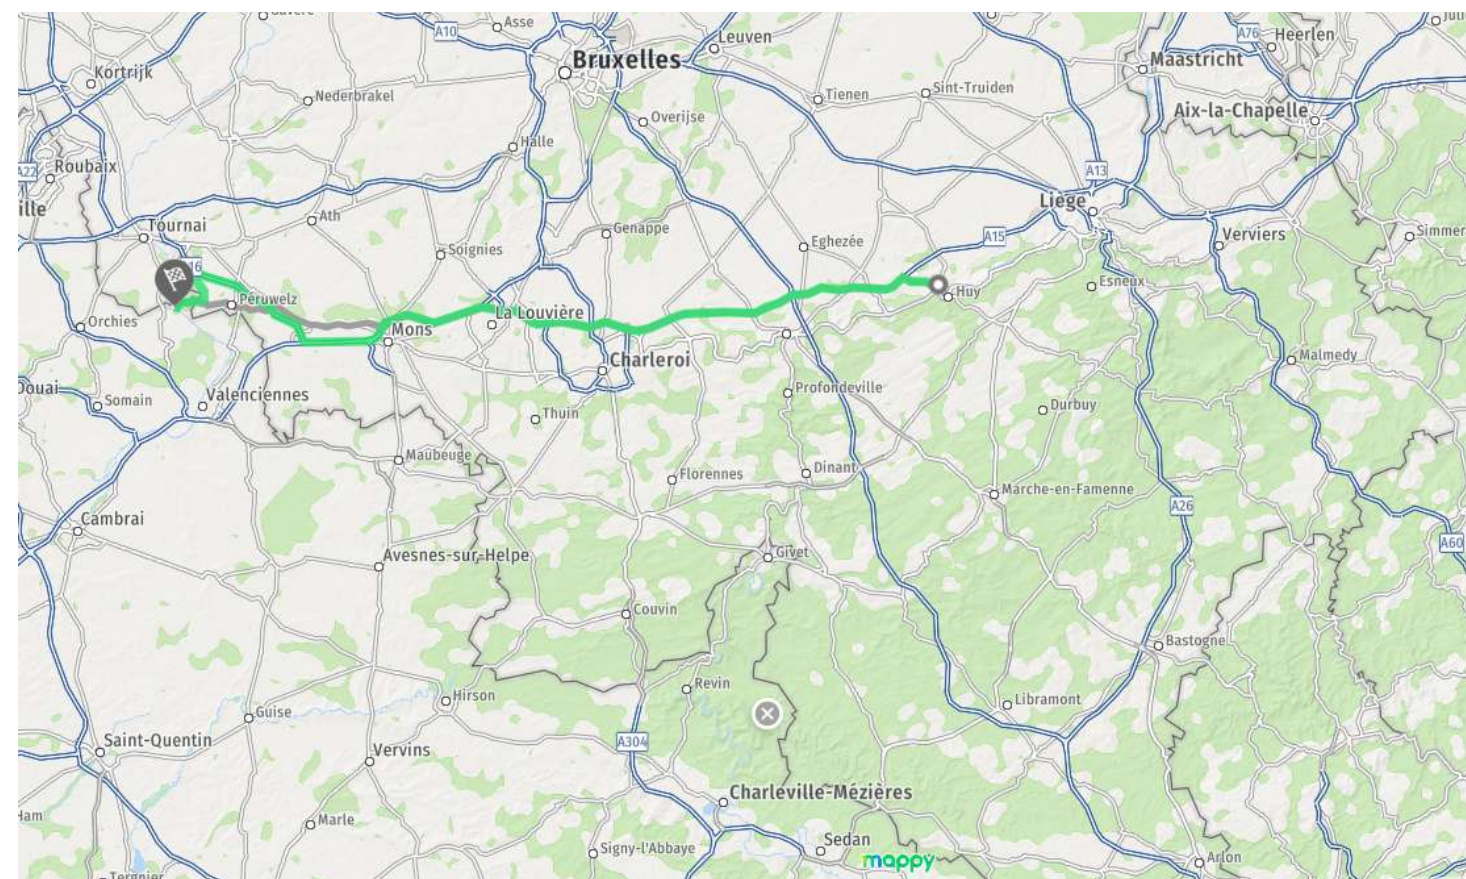 Asse
A10
Leuven
A76
Heerlen
Bruxelles
Maastricht
Kortrijk
Nederbrakel
Tienen
Sint-Truiden
Aix-la-Chapelle
Overijse
Halle
Roubaix
A22
A13
ille
Liège
Tournai
Ath
Genappe
Eghezée
A15
Verviers
Simmer
Soignies
16
Esneux
Huy
Péruwelz
Orchies
La Louvière
Mons
Charleroi
Malmedy
Douai
Somain
Valenciennes
Profondeville
Durbuy
Thuin
Maubeuge
Florennes
Dinant
Marche-en-Famenne
A26
Cambrai
A60
Avesnes-sur-Helpe
Givet
Couvin
Bastogne
Revin
Hirson
Libramont
Guise
Saint-Quentin
A304
Vervins
Charleville-Mézières
Ham
Marle
Sedan
Signy-l'Abbaye
mappy
Arlon
Tergnier